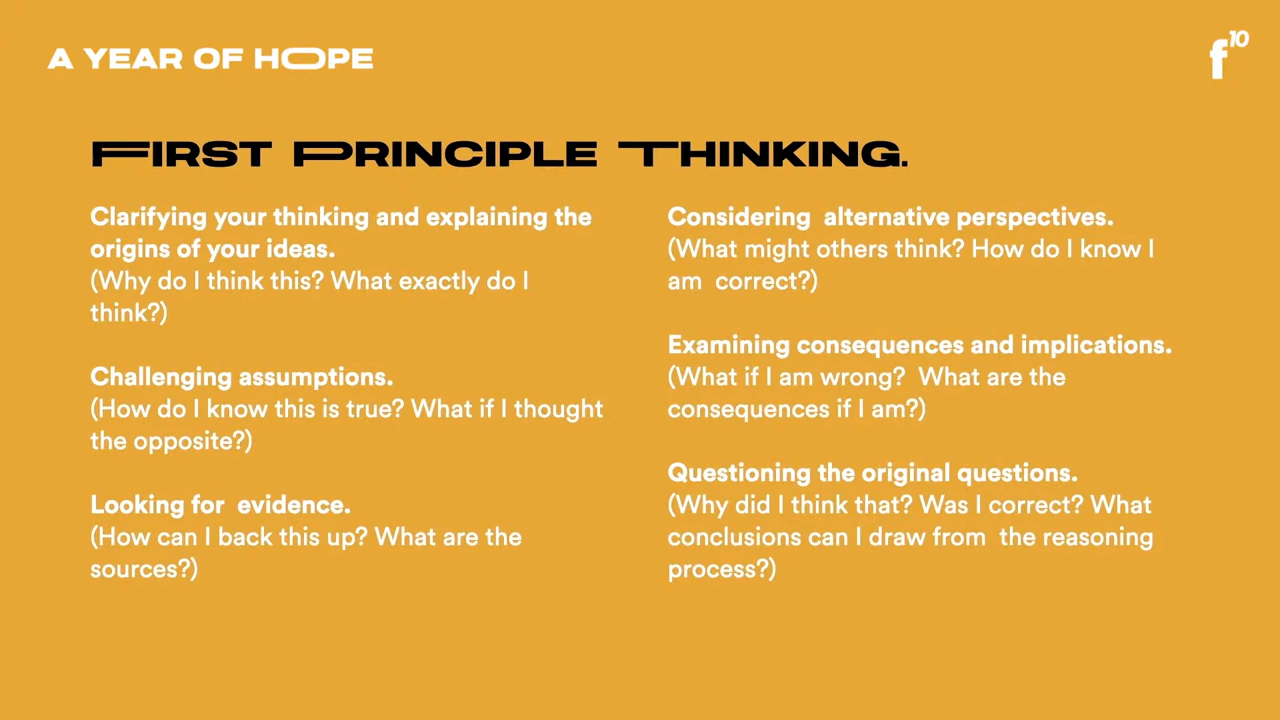 A YEAR OF HOPE
f10
FIRST PRINCIPLE THINKING.
Clarifying your thinking and explaining the
origins of your ideas.
(Why do I think this? What exactly do I
think?)
Challenging assumptions.
(How do I know this is true? What if I thought
the opposite?)
Looking for  evidence.
(How can I back this up? What are the
sources?)
Considering  alternative perspectives.
(What might others think? How do I know I
am  correct?)
Examining consequences and implications.
(What if I am wrong?  What are the
consequences if I am?)
Questioning the original questions.
(Why did I think that? Was I correct? What
conclusions can I draw from  the reasoning
process?)